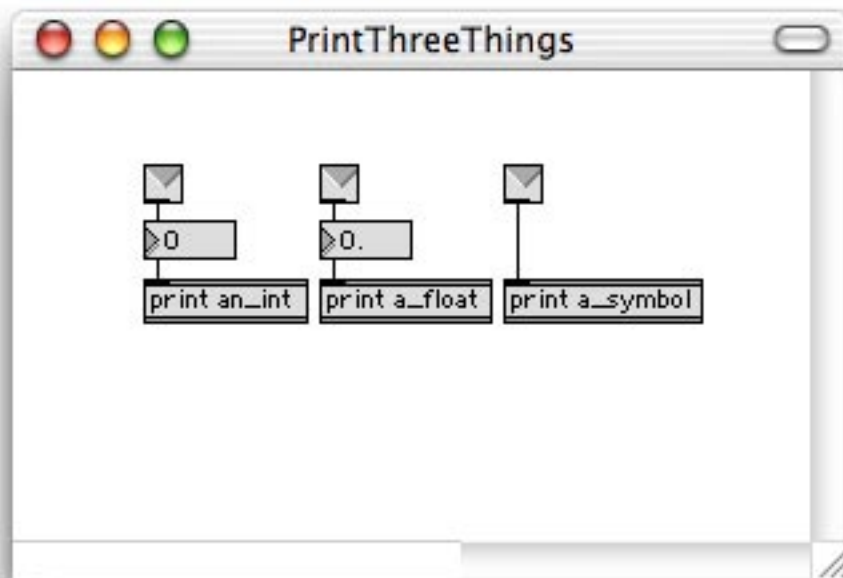 PrintThreeThings
0
0.
print an_int
print a_float
print a_symbol